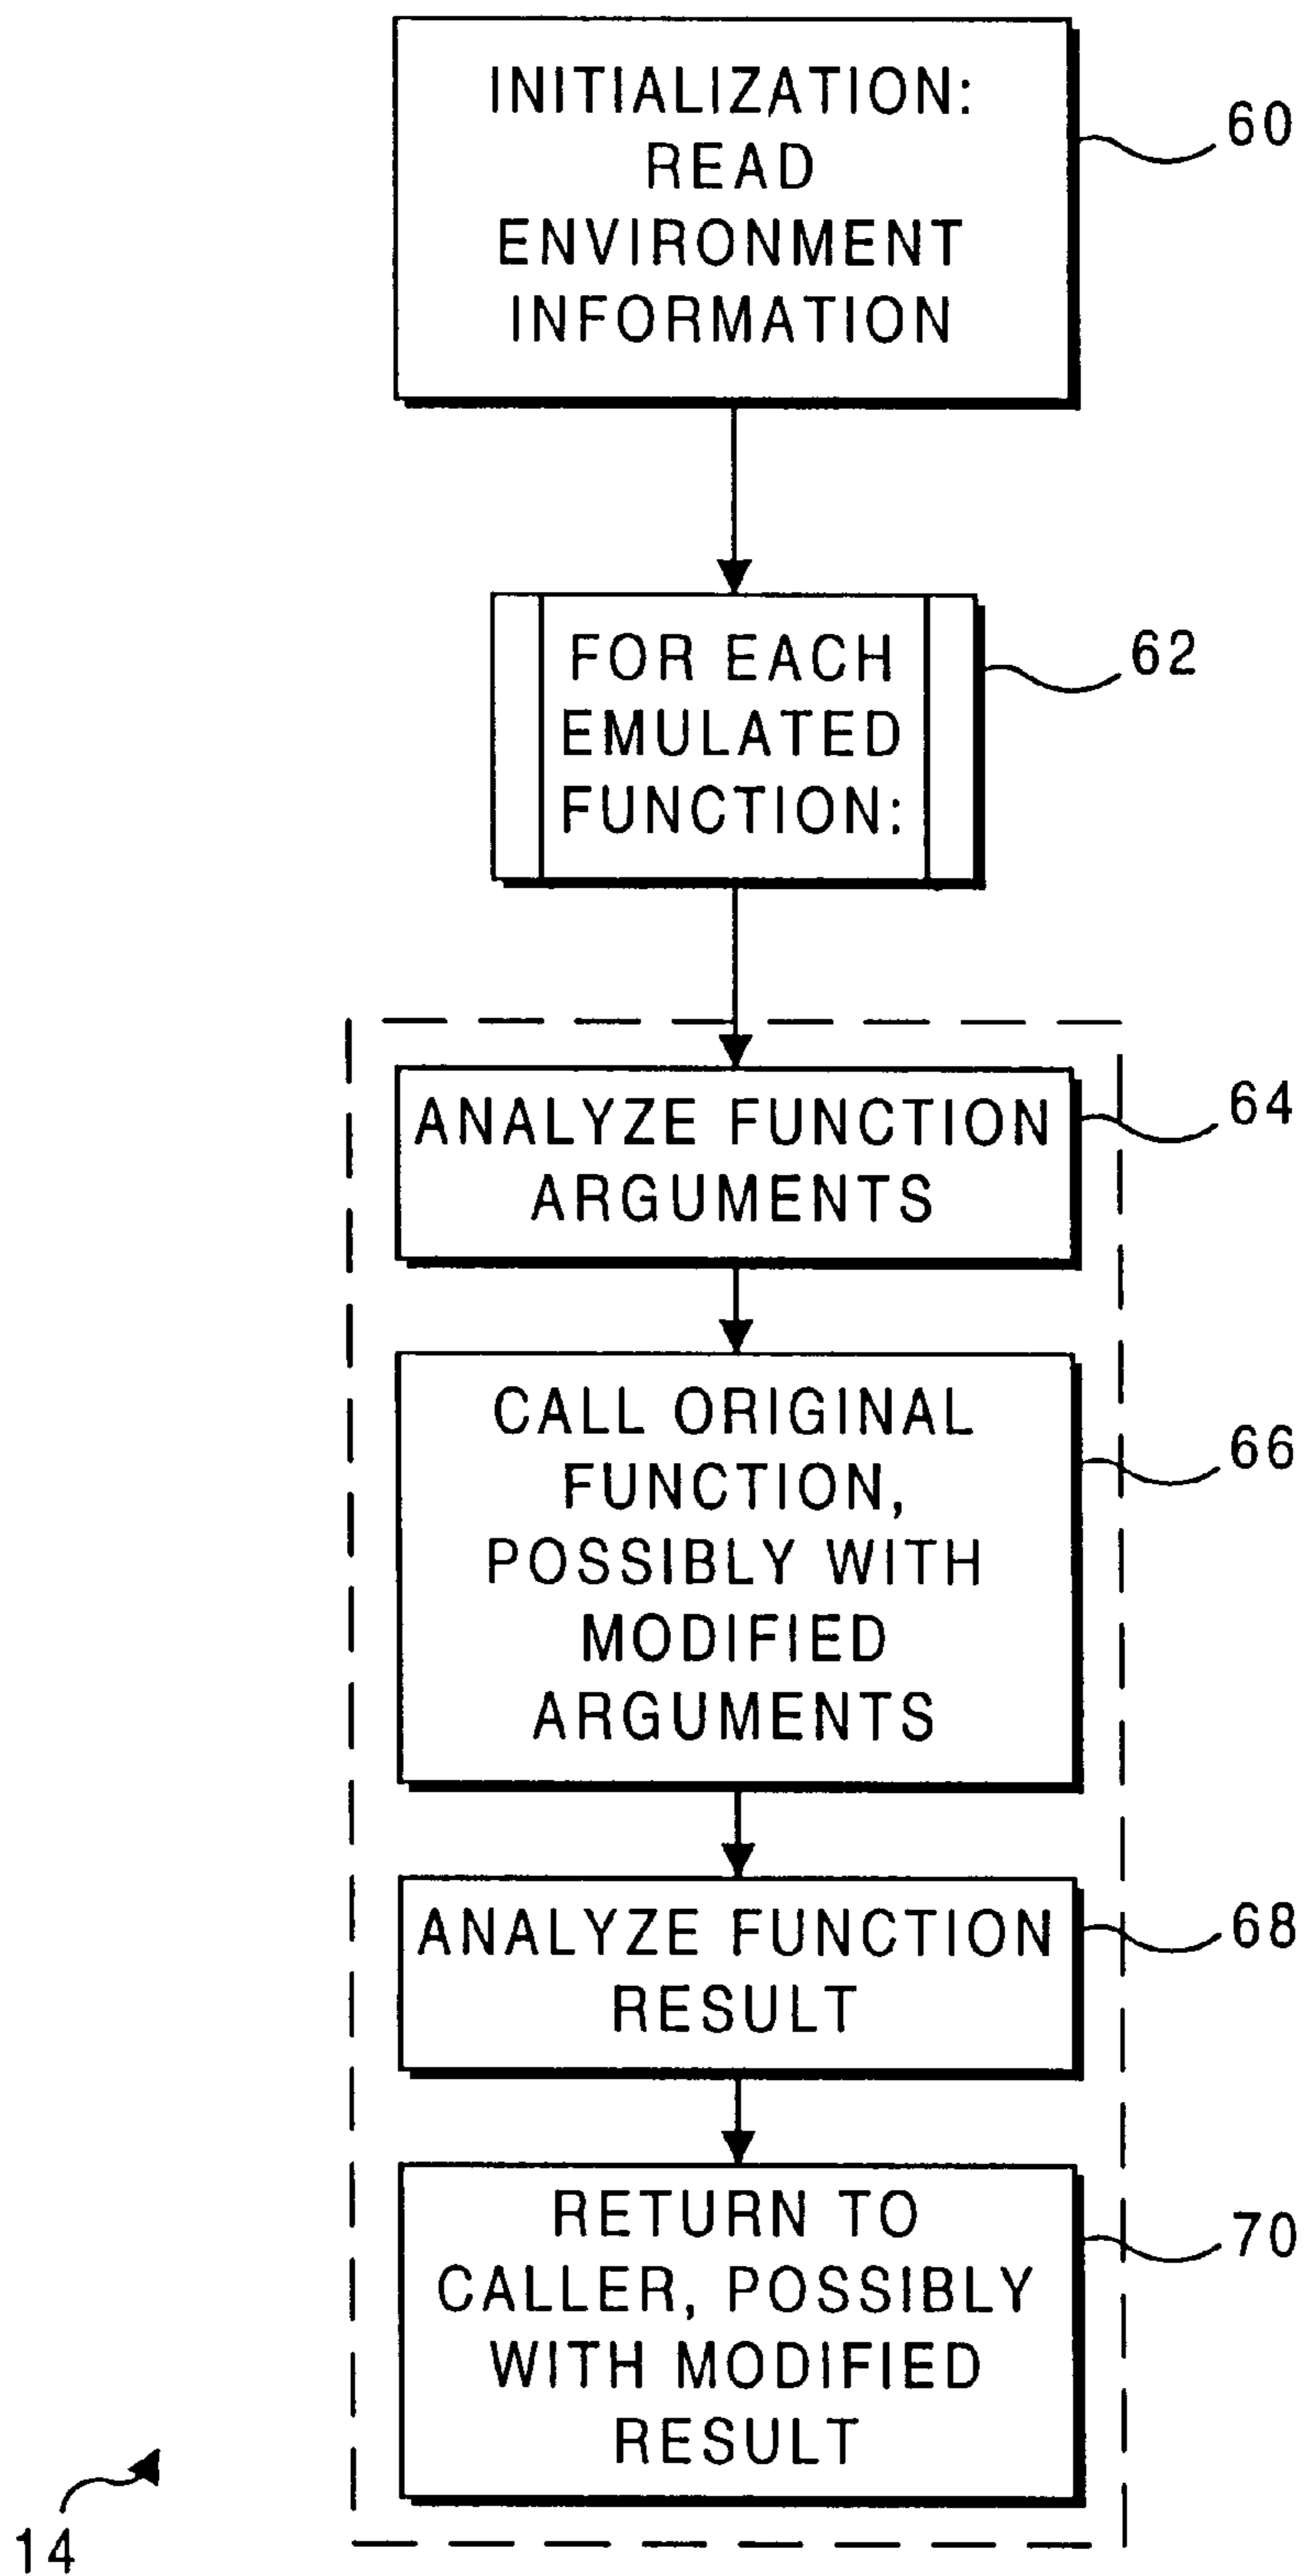 INITIALIZATION:
READ
ENVIRONMENT
INFORMATION
60
FOR EACH
EMULATED
FUNCTION:
62
ANALYZE FUNCTION
ARGUMENTS
64
CALL ORIGINAL
FUNCTION,
POSSIBLY WITH
MODIFIED
ARGUMENTS
66
ANALYZE FUNCTION
RESULT
68
RETURN TO
CALLER, POSSIBLY
WITH MODIFIED
RESULT
70
14